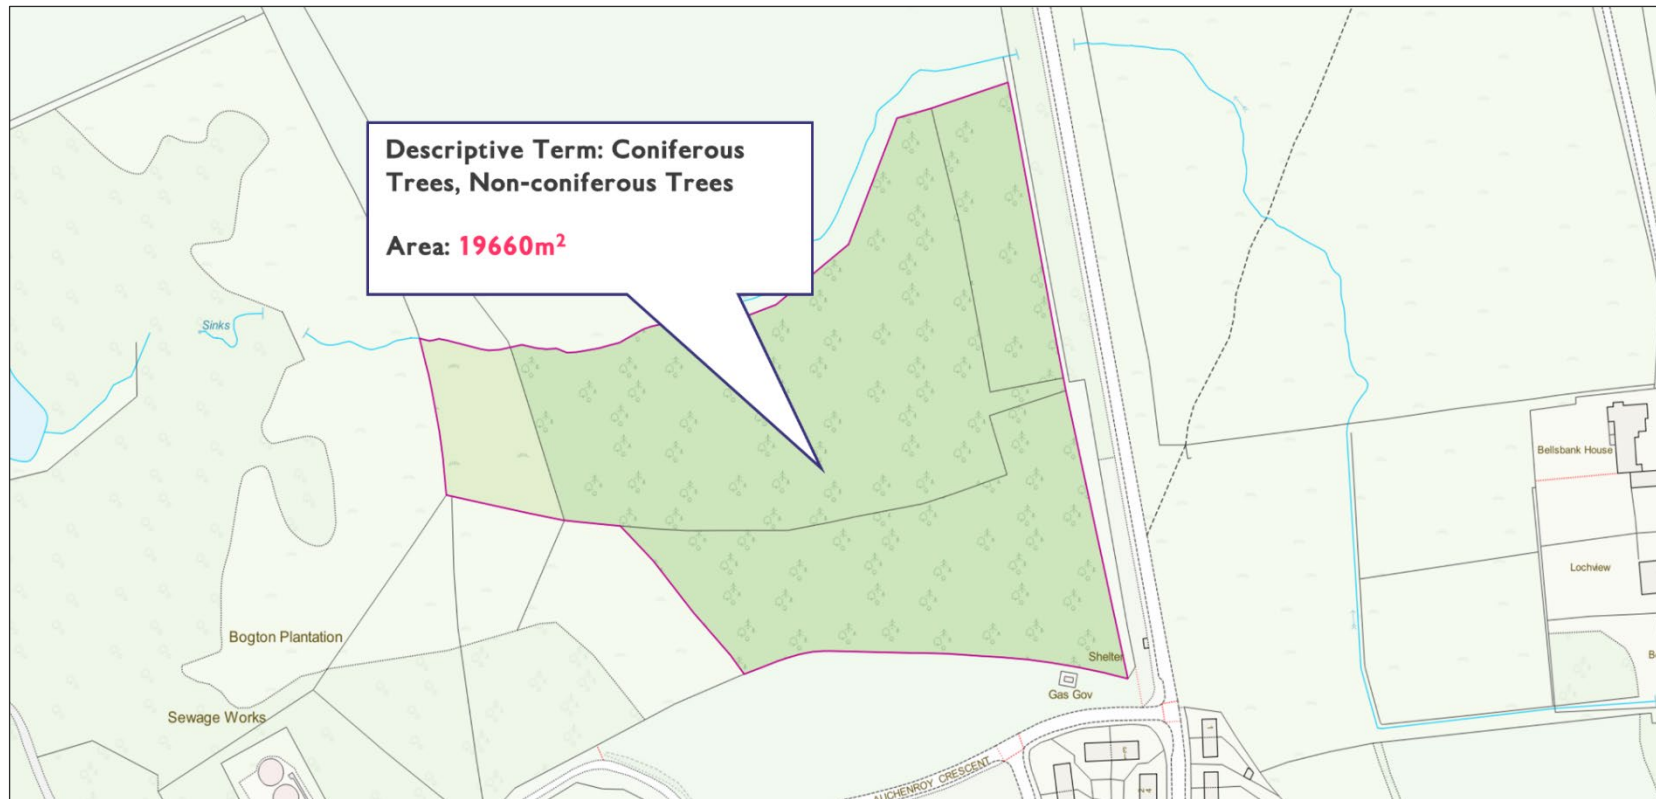 Descriptive Term: Coniferous
Trees, Non-coniferous Trees
Area: 19660m²
Sinks
Bellsbank House
Lochview
Bogton Plantation
Shelter
Gas Gov
Sewage Works
AUCHENROY CRESCENT